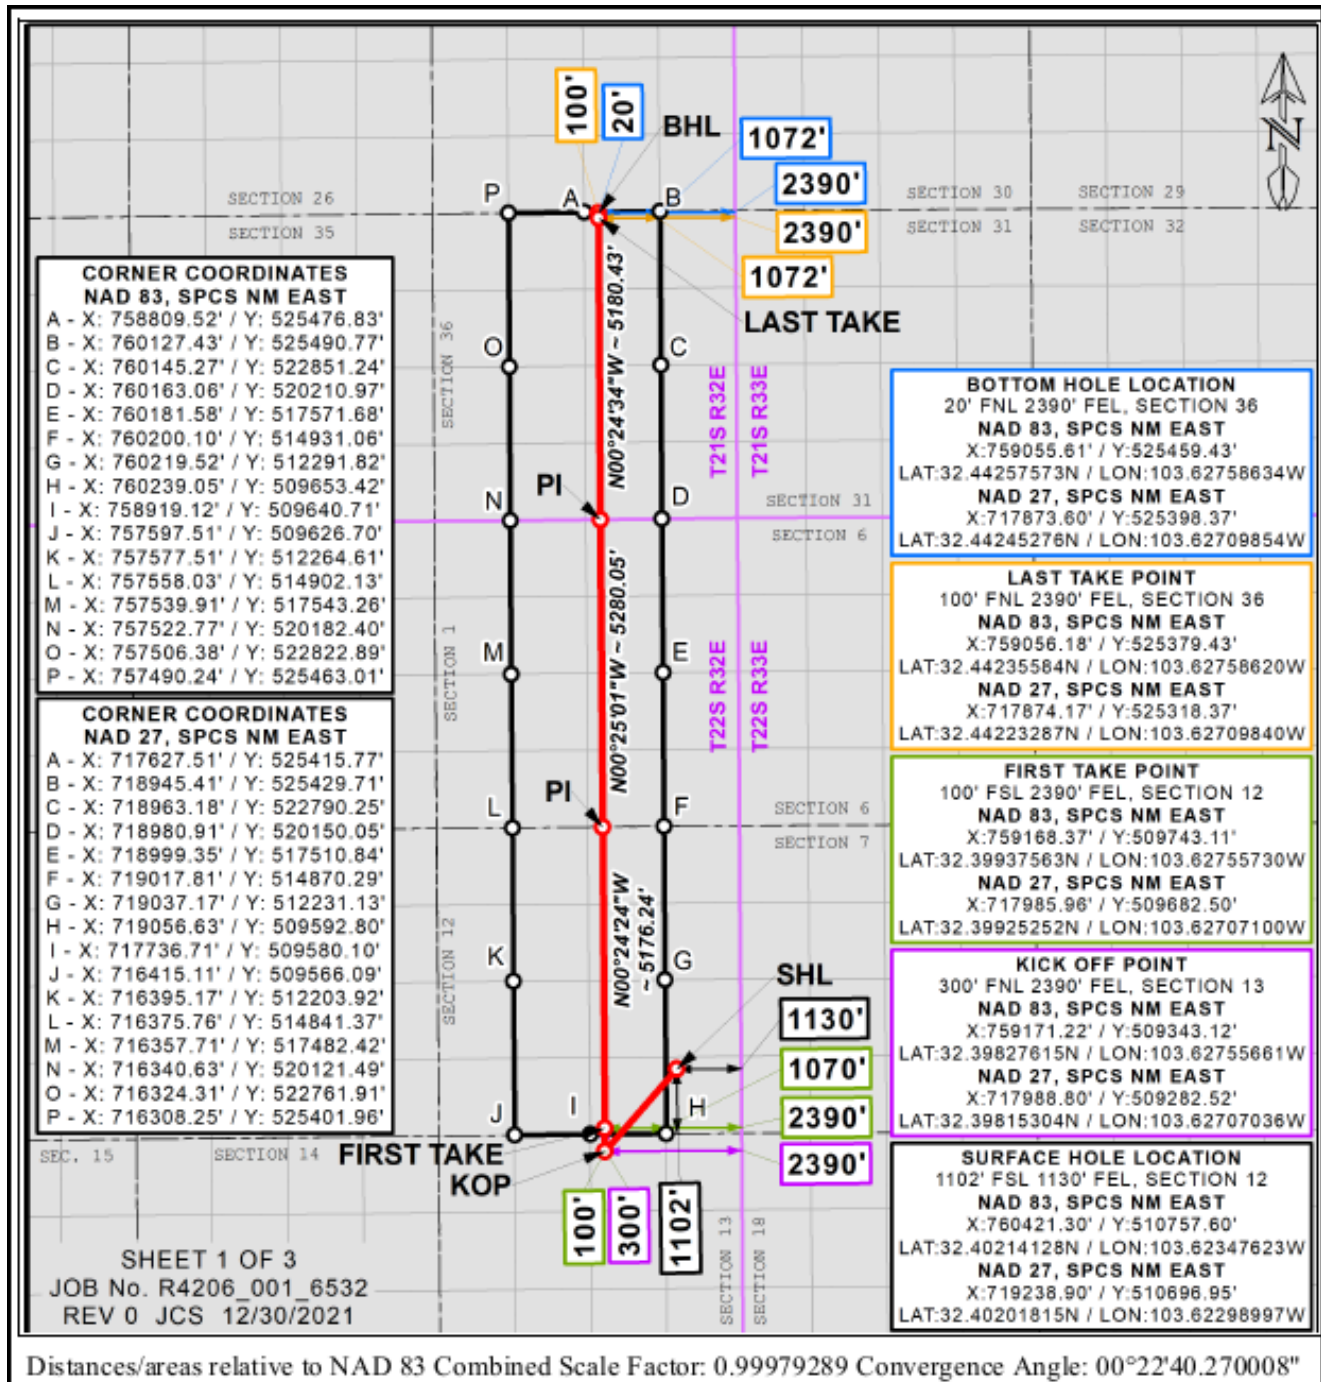 100'
20'
BHL
1072'
2390'
2390'
1072'
LAST TAKE
SECTION 26
SECTION 35
SECTION 30
SECTION 29
SECTION 31
SECTION 32
N
P
A
B
O
C
N
D
M
E
L
F
K
G
J
I
H
CORNER COORDINATES
NAD 83, SPCS NM EAST
A - X: 758809.52' / Y: 525476.83'
B - X: 760127.43' / Y: 525490.77'
C - X: 760145.27' / Y: 522851.24'
D - X: 760163.06' / Y: 520210.97'
E - X: 760181.58' / Y: 517571.68'
F - X: 760200.10' / Y: 514931.06'
G - X: 760219.52' / Y: 512291.82'
H - X: 760239.05' / Y: 509653.42'
I - X: 758919.12' / Y: 509640.71'
J - X: 757597.51' / Y: 509626.70'
K - X: 757577.51' / Y: 512264.61'
L - X: 757558.03' / Y: 514902.13'
M - X: 757539.91' / Y: 517543.26'
N - X: 757522.77' / Y: 520182.40'
O - X: 757506.38' / Y: 522822.89'
P - X: 757490.24' / Y: 525463.01'
CORNER COORDINATES
NAD 27, SPCS NM EAST
A - X: 717627.51' / Y: 525415.77'
B - X: 718945.41' / Y: 525429.71'
C - X: 718963.18' / Y: 522790.25'
D - X: 718980.91' / Y: 520150.05'
E - X: 718999.35' / Y: 517510.84'
F - X: 719017.81' / Y: 514870.29'
G - X: 719037.17' / Y: 512231.13'
H - X: 719056.63' / Y: 509592.80'
I - X: 717736.71' / Y: 509580.10'
J - X: 716415.11' / Y: 509566.09'
K - X: 716395.17' / Y: 512203.92'
L - X: 716375.76' / Y: 514841.37'
M - X: 716357.71' / Y: 517482.42'
N - X: 716340.63' / Y: 520121.49'
O - X: 716324.31' / Y: 522761.91'
P - X: 716308.25' / Y: 525401.96'
SECTION 36
SECTION 1
SECTION 12
N00°24'34"W ~ 5180.43'
PI
N00°25'01"W ~ 5280.05'
PI
N00°24'24"W
~ 5176.24'
T21S R32E
T21S R33E
T22S R32E
T22S R33E
SECTION 31
SECTION 6
SECTION 6
SECTION 7
BOTTOM HOLE LOCATION
20' FNL 2390' FEL, SECTION 36
NAD 83, SPCS NM EAST
X:759055.61' / Y:525459.43'
LAT:32.44257573N / LON:103.62758634W
NAD 27, SPCS NM EAST
X:717873.60' / Y:525398.37'
LAT:32.44245276N / LON:103.62709854W
LAST TAKE POINT
100' FNL 2390' FEL, SECTION 36
NAD 83, SPCS NM EAST
X:759056.18' / Y:525379.43'
LAT:32.44235584N / LON:103.62758620W
NAD 27, SPCS NM EAST
X:717874.17' / Y:525318.37'
LAT:32.44223287N / LON:103.62709840W
FIRST TAKE POINT
100' FSL 2390' FEL, SECTION 12
NAD 83, SPCS NM EAST
X:759168.37' / Y:509743.11'
LAT:32.39937563N / LON:103.62755730W
NAD 27, SPCS NM EAST
X:717985.96' / Y:509682.50'
LAT:32.39925252N / LON:103.62707100W
KICK OFF POINT
300' FNL 2390' FEL, SECTION 13
NAD 83, SPCS NM EAST
X:759171.22' / Y:509343.12'
LAT:32.39827615N / LON:103.62755661W
NAD 27, SPCS NM EAST
X:717988.80' / Y:509282.52'
LAT:32.39815304N / LON:103.62707036W
SURFACE HOLE LOCATION
1102' FSL 1130' FEL, SECTION 12
NAD 83, SPCS NM EAST
X:760421.30' / Y:510757.60'
LAT:32.40214128N / LON:103.62347623W
NAD 27, SPCS NM EAST
X:719238.90' / Y:510696.95'
LAT:32.40201815N / LON:103.62298997W
SHL
1130'
1070'
2390'
2390'
SEC. 15
SECTION 14
FIRST TAKE
KOP
100'
300'
1102'
SECTION 13
SECTION 18
SHEET 1 OF 3
JOB No. R4206_001_6532
REV 0 JCS 12/30/2021
Distances/areas relative to NAD 83 Combined Scale Factor: 0.99979289 Convergence Angle: 00°22'40.270008"